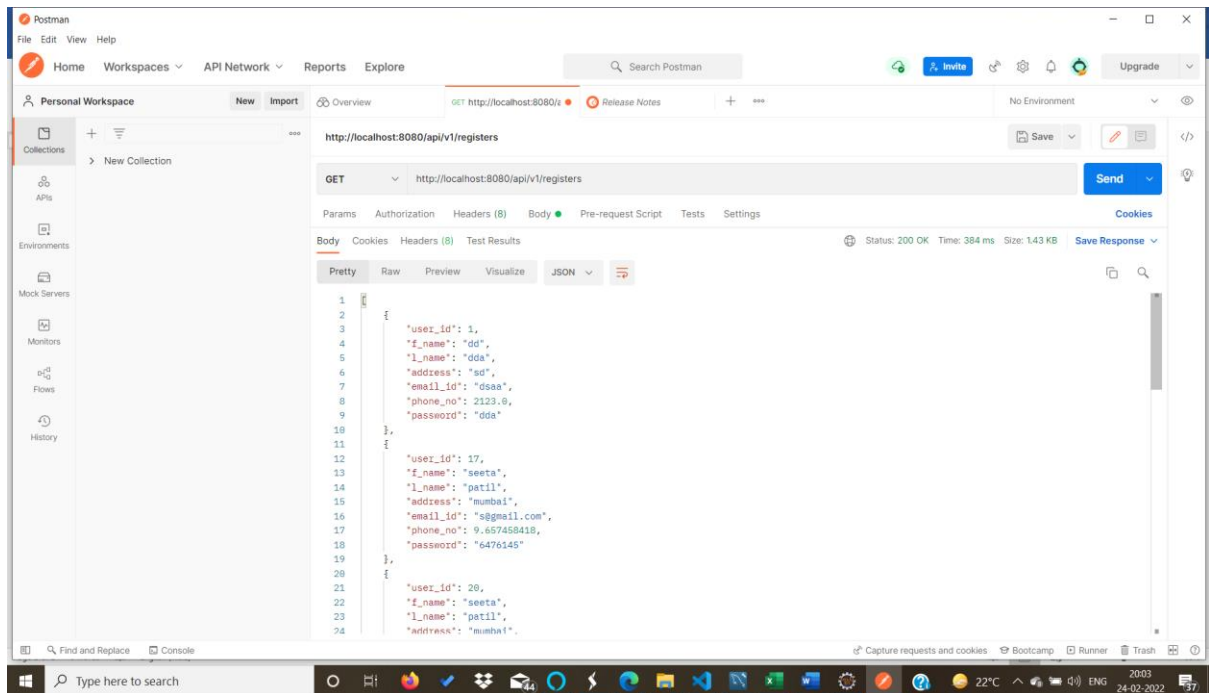 Postman
File Edit View Help
Home Workspaces API Network Reports Explore Search Postman Invite Upgrade
Personal Workspace New Import Overview GET http://localhost:8080/a Release Notes No Environment
Collections
New Collection
http://localhost:8080/api/v1/registers Save
APIs
GET http://localhost:8080/api/v1/registers Send
Params Authorization Headers (8) Body Pre-request Script Tests Settings Cookies
Environments
Body Cookies Headers (8) Test Results Status: 200 OK Time: 384 ms Size: 1.43 KB Save Response
Pretty Raw Preview Visualize JSON
Mock Servers
Monitors
Flows
History
1 [
2 {
3 "user_id": 1,
4 "f_name": "dd",
5 "l_name": "dda",
6 "address": "sd",
7 "email_id": "dsaa",
8 "phone_no": 2123.0,
9 "password": "dda"
10 },
11 {
12 "user_id": 17,
13 "f_name": "seeta",
14 "l_name": "patil",
15 "address": "mumbai",
16 "email_id": "s@gmail.com",
17 "phone_no": 9.657458418,
18 "password": "6476145"
19 },
20 {
21 "user_id": 20,
22 "f_name": "seeta",
23 "l_name": "patil",
24 "address": "mumbai",
Find and Replace Console Capture requests and cookies Bootcamp Runner Trash
Type here to search 44 22°C ENG 20:03
24-02-2022 37